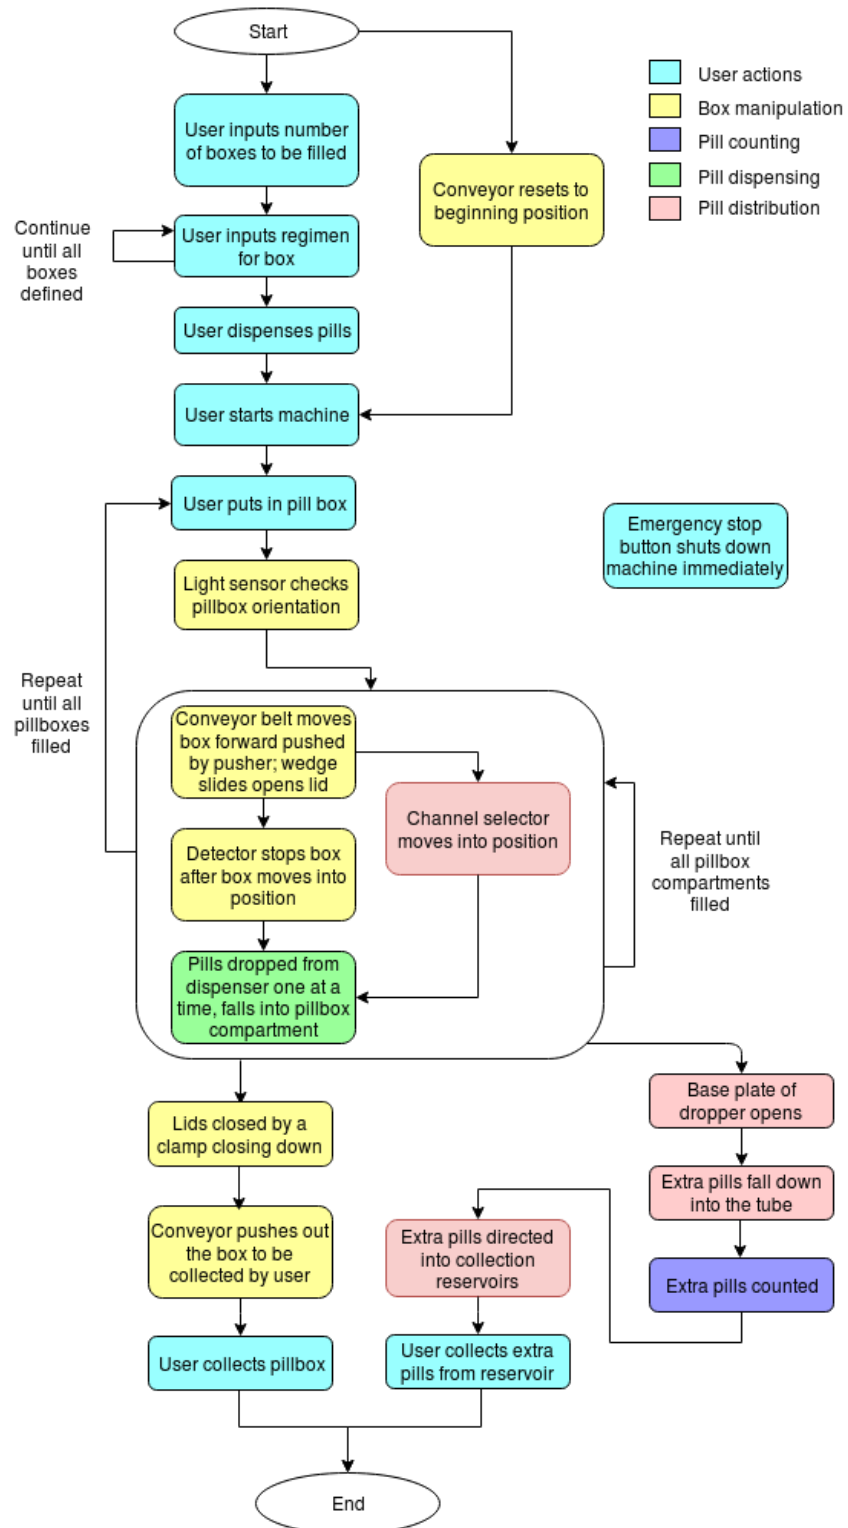 Start
User actions
Box manipulation
Pill counting
Pill dispensing
Pill distribution
User inputs number
of boxes to be filled
Conveyor resets to
beginning position
Continue
until all
boxes
defined
User inputs regimen
for box
User dispenses pills
User starts machine
User puts in pill box
Emergency stop
button shuts down
machine immediately
Light sensor checks
pillbox orientation
Repeat
until all
pillboxes
filled
Conveyor belt moves
box forward pushed
by pusher; wedge
slides opens lid
Channel selector
moves into position
Detector stops box
after box moves into
position
Repeat until
all pillbox
compartments
filled
Pills dropped from
dispenser one at a
time, falls into pillbox
compartment
Lids closed by a
clamp closing down
Base plate of
dropper opens
Conveyor pushes out
the box to be
collected by user
Extra pills directed
into collection
reservoirs
Extra pills fall down
into the tube
Extra pills counted
User collects pillbox
User collects extra
pills from reservoir
End